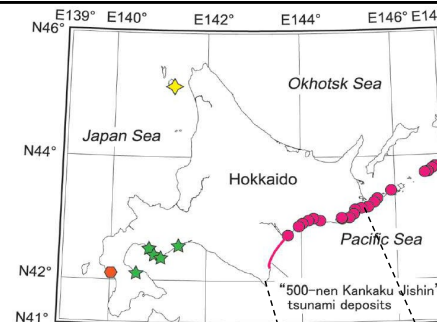 E139° E140° E142° E144° E146° E14
N46°
Okhotsk Sea
Japan Sea
N44°
Hokkaido
Pacific Sea
N42°
"500-nen Kankaku Jishin"
tsunami deposits
N41°